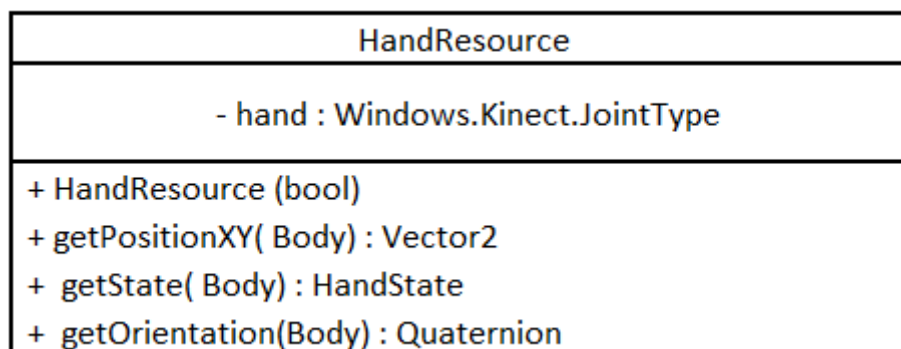 HandResource
- hand : Windows.Kinect.JointType
+ HandResource (bool)
+ getPositionXY( Body) : Vector2
+  getState( Body) : HandState
+  getOrientation(Body) : Quaternion